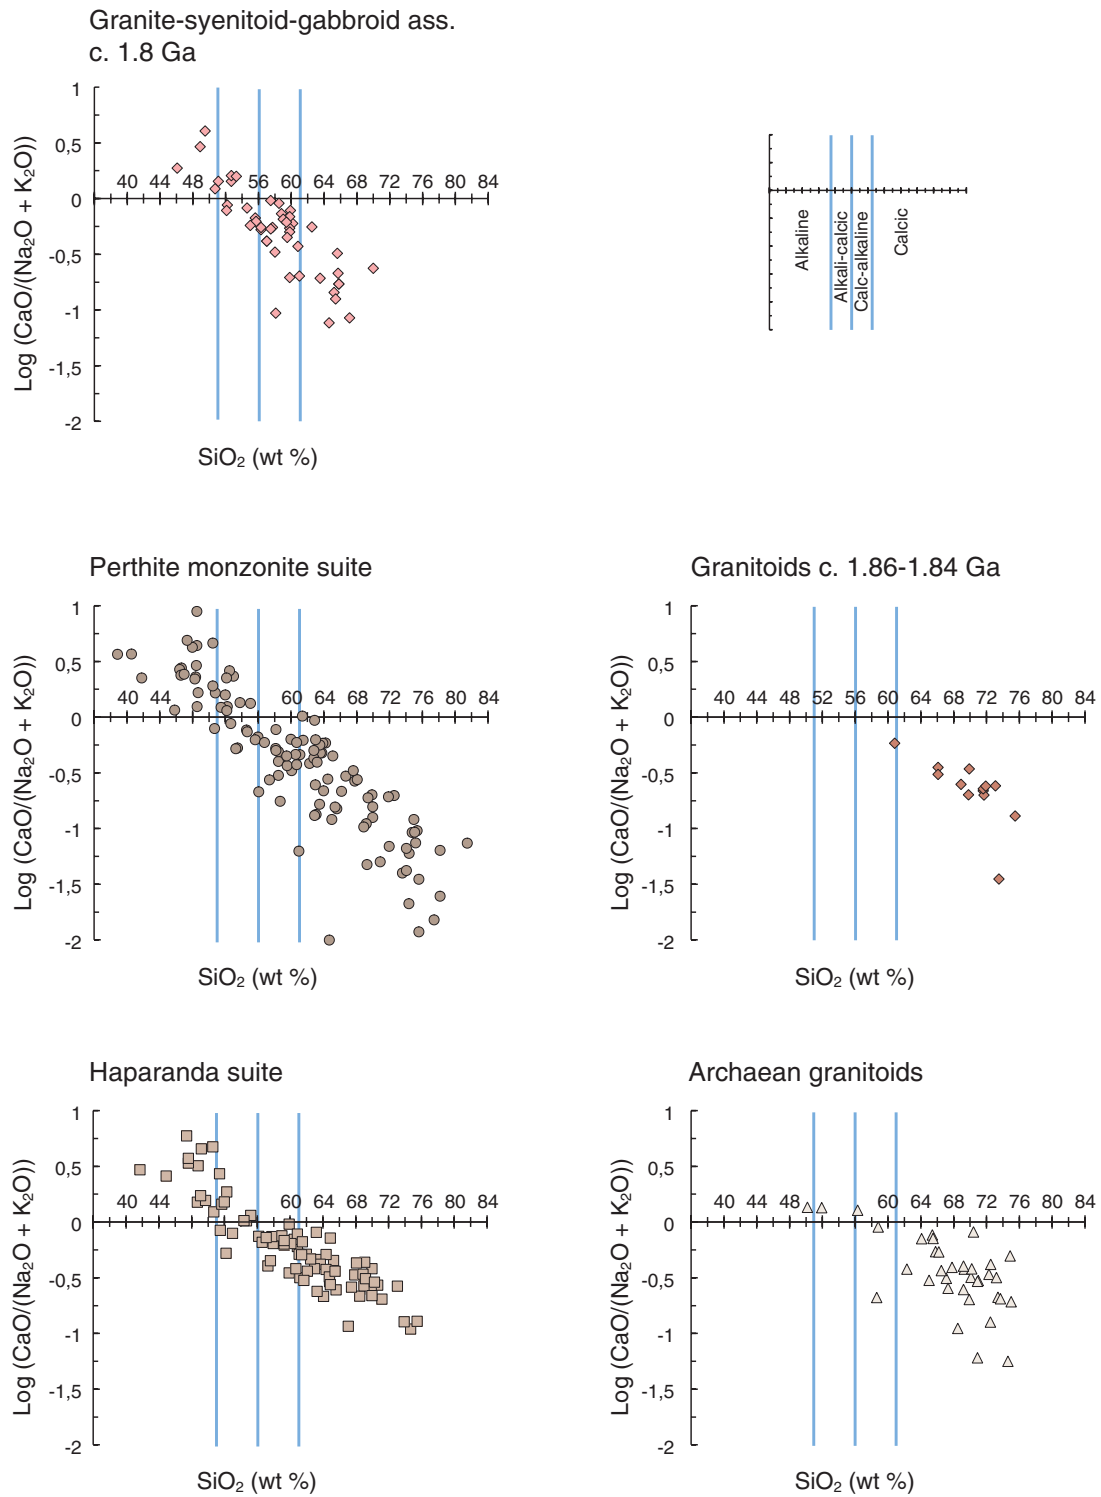 Granite-syenitoid-gabbroid ass.
c. 1.8 Ga
Log (CaO/(Na₂O + K₂O))
1
0,5
0
-0,5
-1
-1,5
-2
40 44 48 56 60 64 68 72 76 80 84
SiO₂ (wt %)
Alkaline
Alkali-calcic
Calc-alkaline
Calcic
Perthite monzonite suite
Log (CaO/(Na₂O + K₂O))
1
0,5
0
-0,5
-1
-1,5
-2
40 44 60 64 68 72 76 80 84
SiO₂ (wt %)
Granitoids c. 1.86-1.84 Ga
Log (CaO/(Na₂O + K₂O))
1
0,5
0
-0,5
-1
-1,5
-2
40 44 48 52 56 60 64 68 72 76 80 84
SiO₂ (wt %)
Haparanda suite
Log (CaO/(Na₂O + K₂O))
1
0,5
0
-0,5
-1
-1,5
-2
40 44 60 64 68 72 76 80 84
SiO₂ (wt %)
Archaean granitoids
Log (CaO/(Na₂O + K₂O))
1
0,5
0
-0,5
-1
-1,5
-2
40 44 48 52 56 60 64 68 72 76 80 84
SiO₂ (wt %)